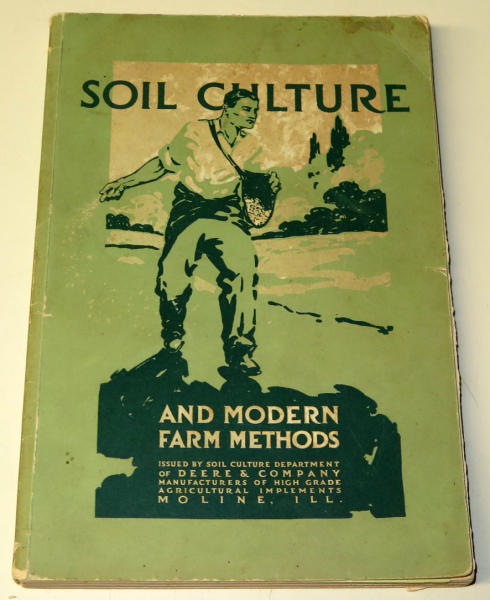 SOIL CULTURE
AND MODERN
FARM METHODS
ISSUED BY SOIL CULTURE DEPARTMENT
OF DEERE & COMPANY
MANUFACTURERS OF HIGH GRADE
AGRICULTURAL IMPLEMENTS
MOLINE, ILL.